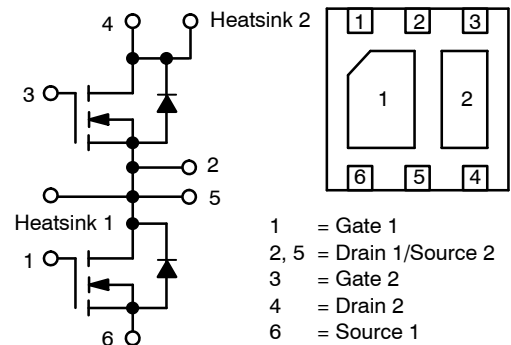 4
Heatsink 2
3
2
5
Heatsink 1
1
6
1 2 3
1 2
6 5 4
1 = Gate 1
2, 5 = Drain 1/Source 2
3 = Gate 2
4 = Drain 2
6 = Source 1